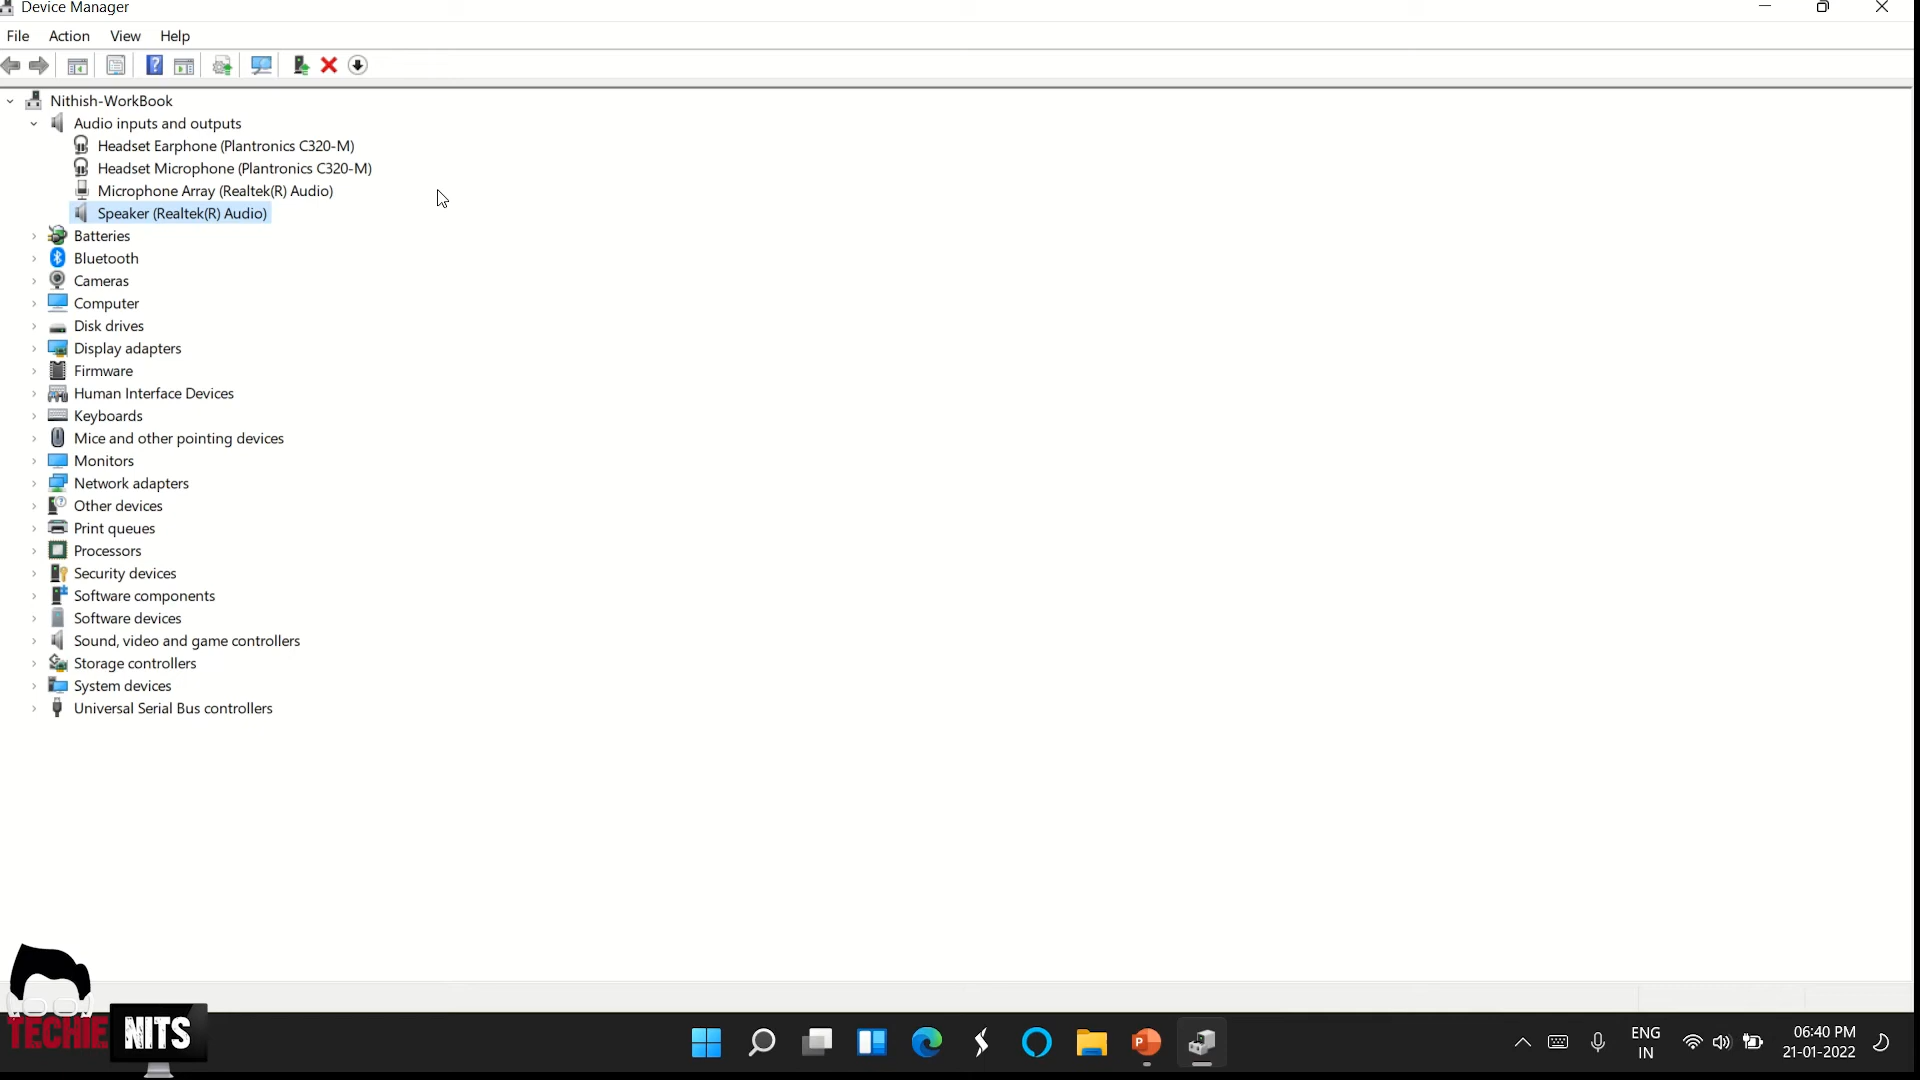 Device Manager
File Action View Help
Nithish-WorkBook
Audio inputs and outputs
Headset Earphone (Plantronics C320-M)
Headset Microphone (Plantronics C320-M)
Microphone Array (Realtek(R) Audio)
Speaker (Realtek(R) Audio)
Batteries
Bluetooth
Cameras
Computer
Disk drives
Display adapters
Firmware
Human Interface Devices
Keyboards
Mice and other pointing devices
Monitors
Network adapters
Other devices
Print queues
Processors
Security devices
Software components
Software devices
Sound, video and game controllers
Storage controllers
System devices
Universal Serial Bus controllers
TECHIE NITS
ENG
IN
06:40 PM
21-01-2022